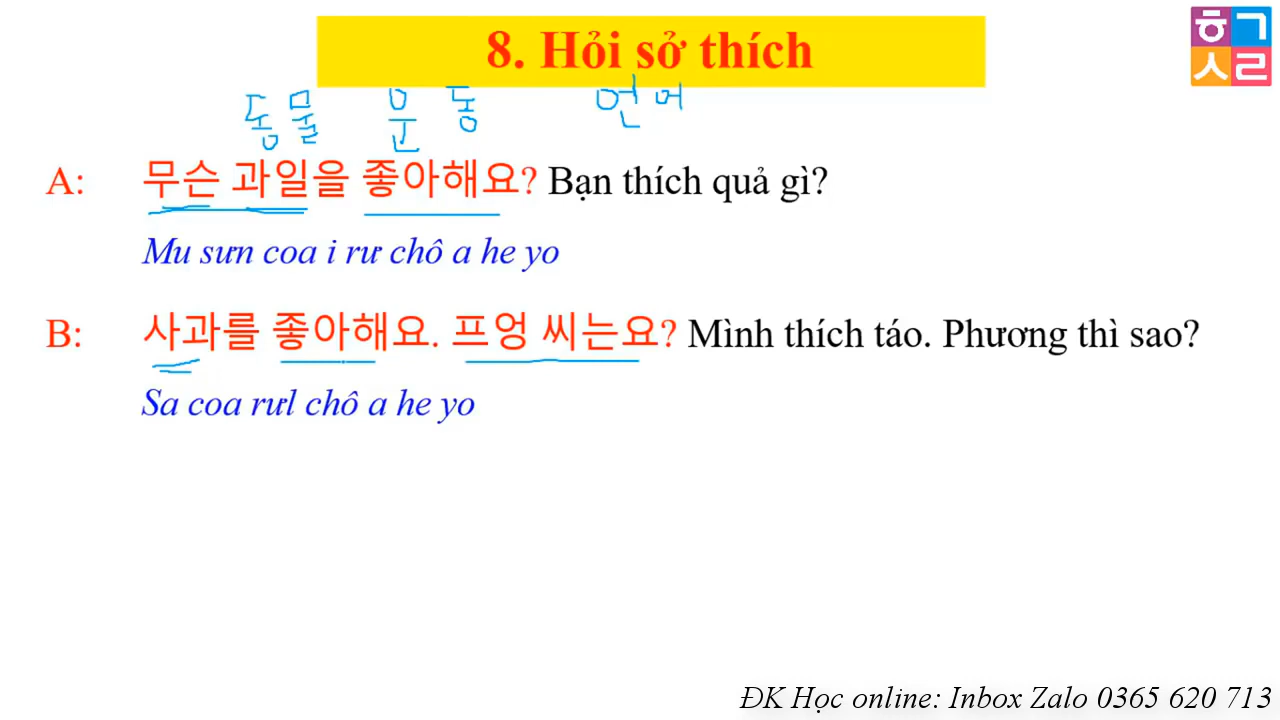 8. Hỏi sở thích
ㅎㄱ
ㅅㄹ
동물 운동 언어
A: 무슨 과일을 좋아해요? Bạn thích quả gì?
Mu sưn coa i rư chô a he yo
B: 사과를 좋아해요. 프엉 씨는요? Mình thích táo. Phương thì sao?
Sa coa rưl chô a he yo
ĐK Học online: Inbox Zalo 0365 620 713